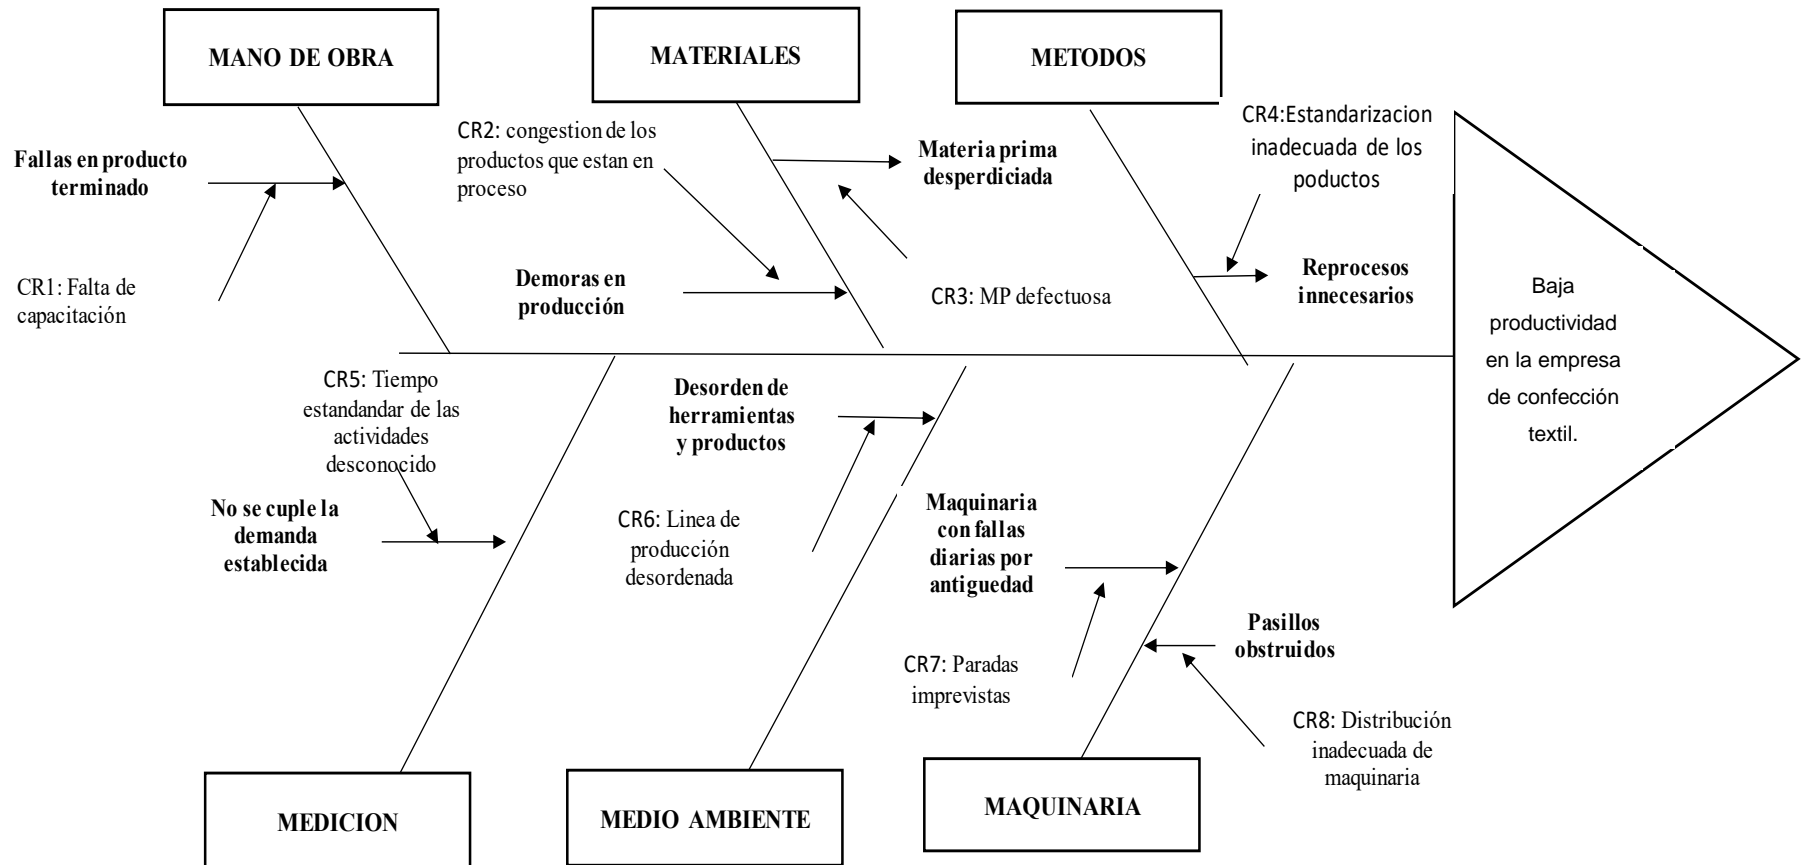 MANO DE OBRA
MATERIALES
METODOS
Fallas en producto
terminado
CR1: Falta de
capacitación
CR2: congestion de los
productos que estan en
proceso
Demoras en
producción
Materia prima
desperdiciada
CR3: MP defectuosa
CR4:Estandarizacion
inadecuada de los
poductos
Reprocesos
innecesarios
Baja
productividad
en la empresa
de confección
textil.
CR5: Tiempo
estandandar de las
actividades
desconocido
No se cuple la
demanda
establecida
Desorden de
herramientas
y productos
CR6: Linea de
producción
desordenada
Maquinaria
con fallas
diarias por
antiguedad
CR7: Paradas
imprevistas
Pasillos
obstruidos
CR8: Distribución
inadecuada de
maquinaria
MEDICION
MEDIO AMBIENTE
MAQUINARIA